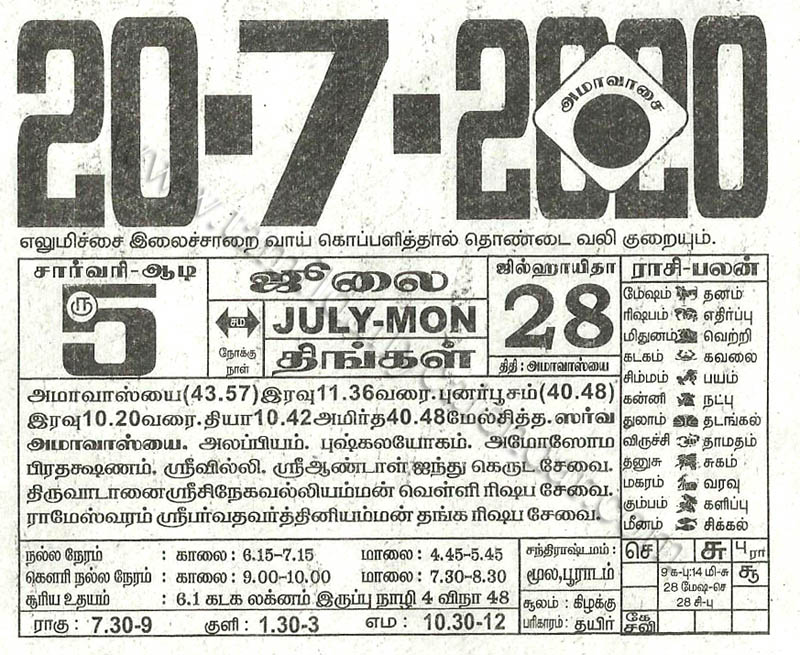 20-7-2020
அமாவாசை
எலுமிச்சை இலைச்சாறை வாய் கொப்பளித்தால் தொண்டை வலி குறையும்.
சார்வரி-ஆடி
௫
5
ஜூலை
சம
நோக்கு
நாள்
JULY-MON
திங்கள்
ஜில்ஹாயிதா
28
திதி: அமாவாஸ்யை
ராசி-பலன்
மேஷம் தனம்
ரிஷபம் எதிர்ப்பு
மிதுனம் வெற்றி
கடகம் கவலை
சிம்மம் பயம்
கன்னி நட்பு
துலாம் தடங்கல்
விருச்சி தாமதம்
தனுசு சுகம்
மகரம் வரவு
கும்பம் களிப்பு
மீனம் சிக்கல்
அமாவாஸ்யை(43.57)இரவு11.36வரை.புனர்பூசம்(40.48)
இரவு10.20வரை.தியா10.42அமிர்த40.48மேல்சித்த.ஸர்வ
அமாவாஸ்யை. அலப்பியம். புஷ்கலயோகம். அமோஸோம
பிரதக்ஷணம். ஸ்ரீவில்லி. ஸ்ரீஆண்டாள் ஐந்து கெருட சேவை.
திருவாடானைஸ்ரீசிநேகவல்லியம்மன் வெள்ளி ரிஷப சேவை.
ராமேஸ்வரம் ஸ்ரீபர்வதவர்த்தினியம்மன் தங்க ரிஷப சேவை.
நல்ல நேரம் : காலை : 6.15-7.15 மாலை : 4.45-5.45
கௌரி நல்ல நேரம் : காலை : 9.00-10.00 மாலை : 7.30-8.30
சூரிய உதயம் : 6.1 கடக லக்னம் இருப்பு நாழி 4 விநா 48
ராகு : 7.30-9 குளி : 1.30-3 எம : 10.30-12
சந்திராஷ்டமம் :
மூல,பூராடம்
சூலம் : கிழக்கு
பரிகாரம் : தயிர்
செ சு பு ரா
9 க-பு:14 மி-சு சூ
28 மேஷ-செ
28 சி-பு
கே
சவி